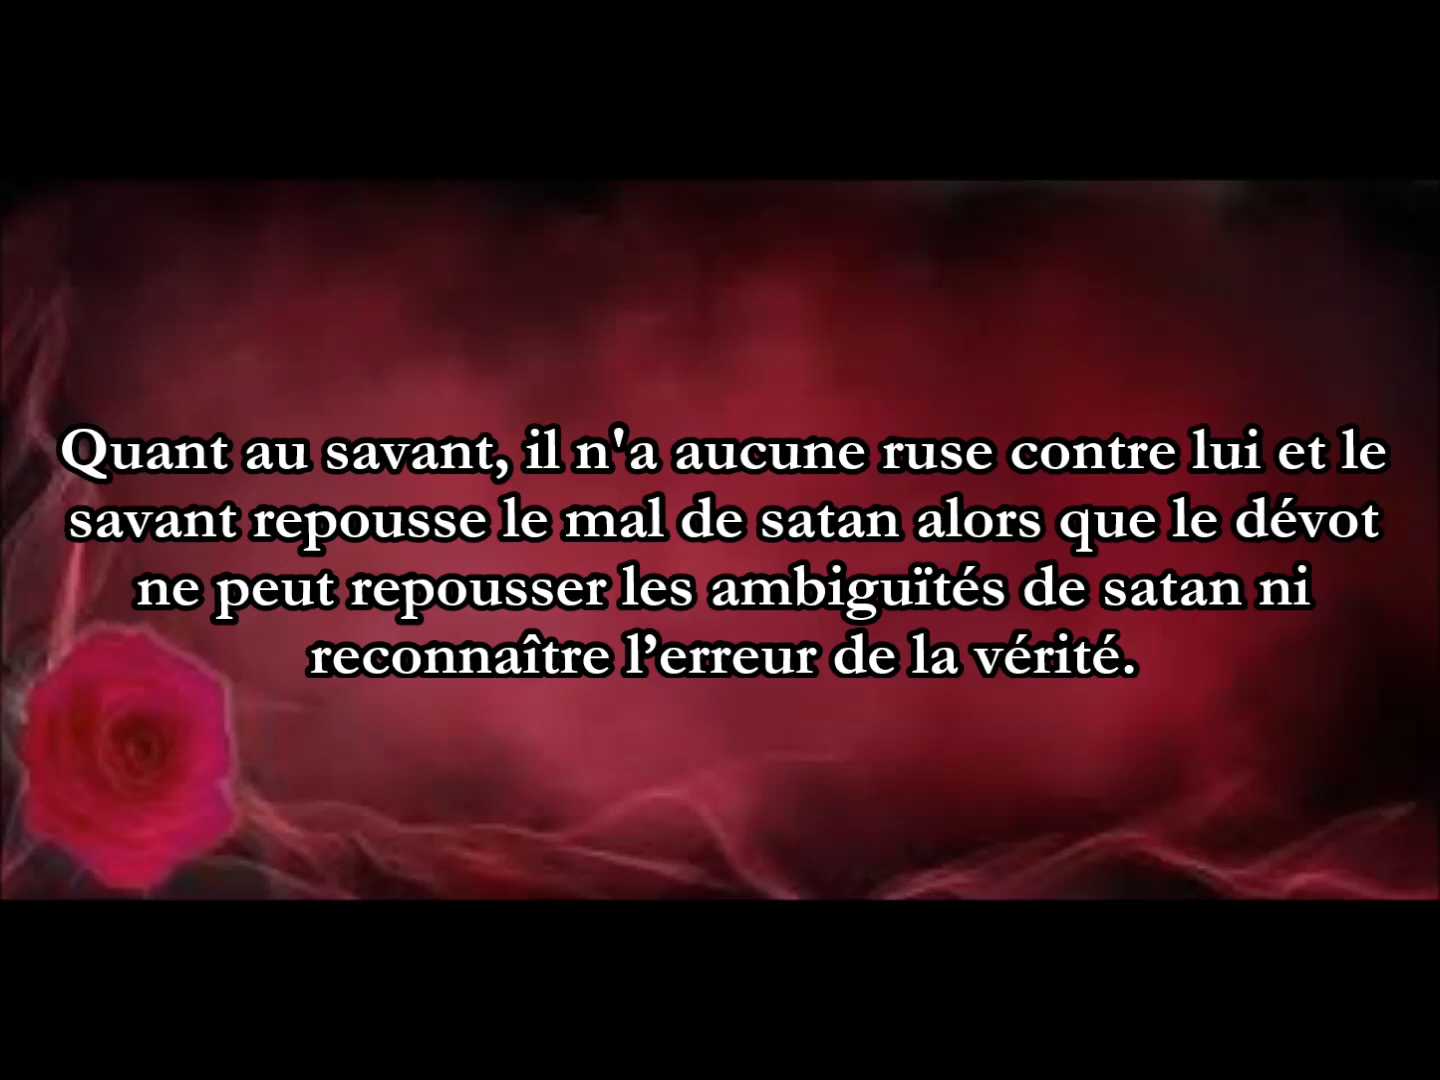 Quant au savant, il n'a aucune ruse contre lui et le
savant repousse le mal de satan alors que le dévot
ne peut repousser les ambiguïtés de satan ni
reconnaître l’erreur de la vérité.